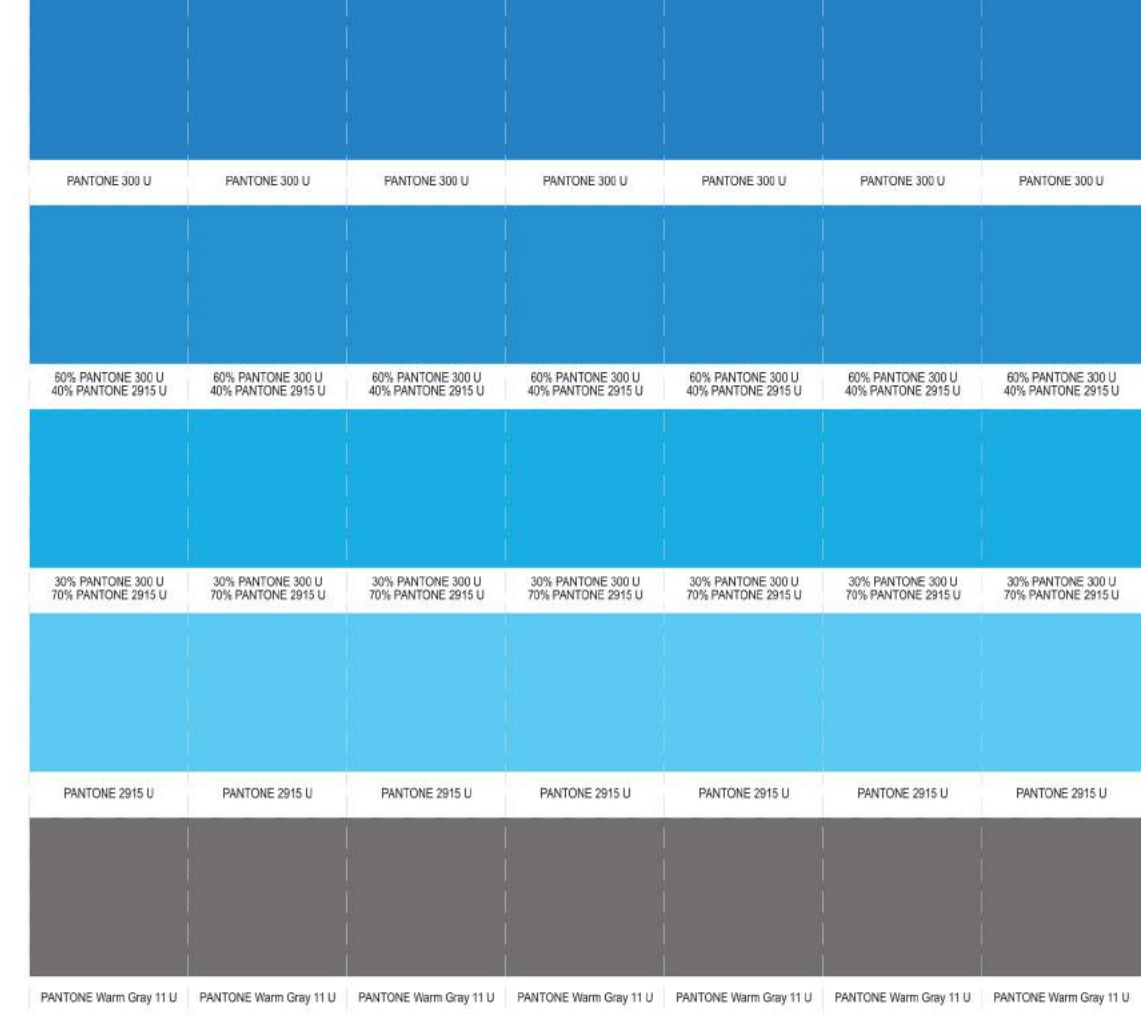 PANTONE 300 U PANTONE 300 U PANTONE 300 U PANTONE 300 U PANTONE 300 U PANTONE 300 U PANTONE 300 U
60% PANTONE 300 U 60% PANTONE 300 U 60% PANTONE 300 U 60% PANTONE 300 U 60% PANTONE 300 U 60% PANTONE 300 U 60% PANTONE 300 U
40% PANTONE 2915 U 40% PANTONE 2915 U 40% PANTONE 2915 U 40% PANTONE 2915 U 40% PANTONE 2915 U 40% PANTONE 2915 U 40% PANTONE 2915 U
30% PANTONE 300 U 30% PANTONE 300 U 30% PANTONE 300 U 30% PANTONE 300 U 30% PANTONE 300 U 30% PANTONE 300 U 30% PANTONE 300 U
70% PANTONE 2915 U 70% PANTONE 2915 U 70% PANTONE 2915 U 70% PANTONE 2915 U 70% PANTONE 2915 U 70% PANTONE 2915 U 70% PANTONE 2915 U
PANTONE 2915 U PANTONE 2915 U PANTONE 2915 U PANTONE 2915 U PANTONE 2915 U PANTONE 2915 U PANTONE 2915 U
PANTONE Warm Gray 11 U PANTONE Warm Gray 11 U PANTONE Warm Gray 11 U PANTONE Warm Gray 11 U PANTONE Warm Gray 11 U PANTONE Warm Gray 11 U PANTONE Warm Gray 11 U